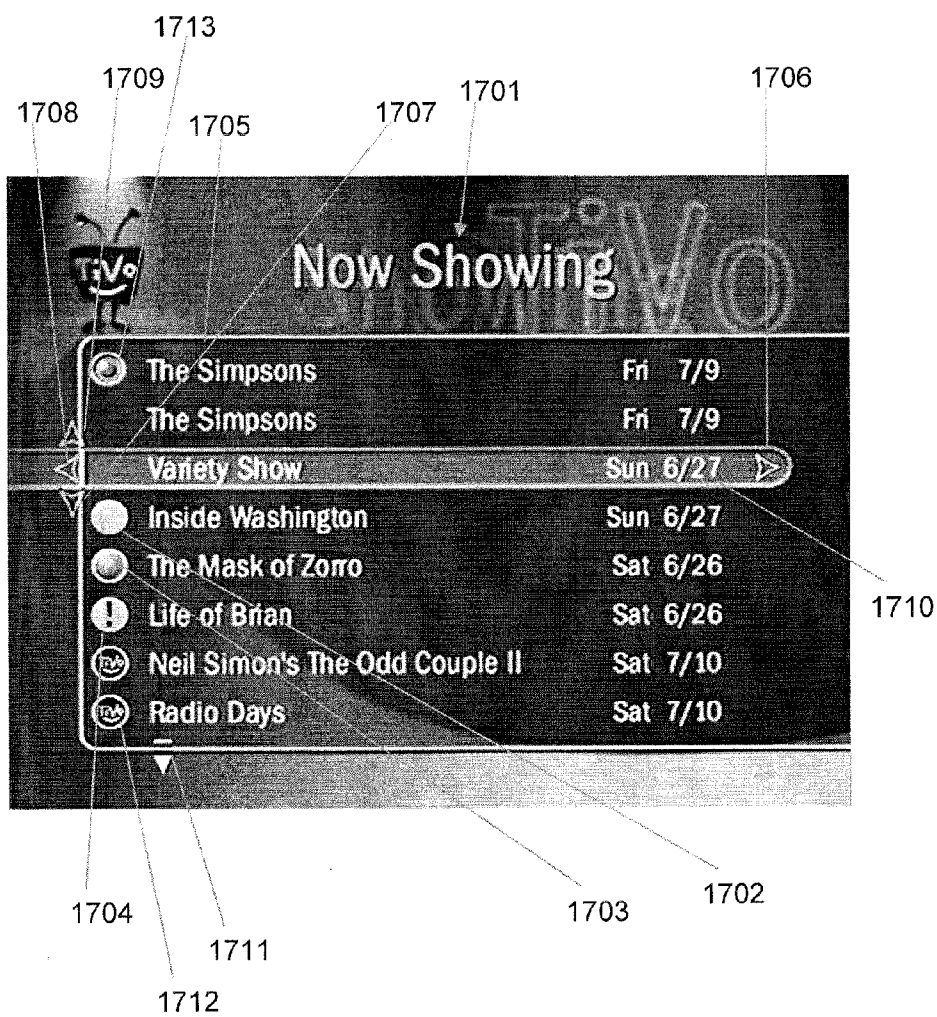 1713
1709
1708
1705
1707
1701
1706
TiVo
TiVo
Now Showing
The Simpsons Fri 7/9
The Simpsons Fri 7/9
Variety Show Sun 6/27
Inside Washington Sun 6/27
The Mask of Zorro Sat 6/26
! Life of Brian Sat 6/26
TiVo Neil Simon's The Odd Couple II Sat 7/10
TiVo Radio Days Sat 7/10
1710
1702
1703
1704
1711
1712